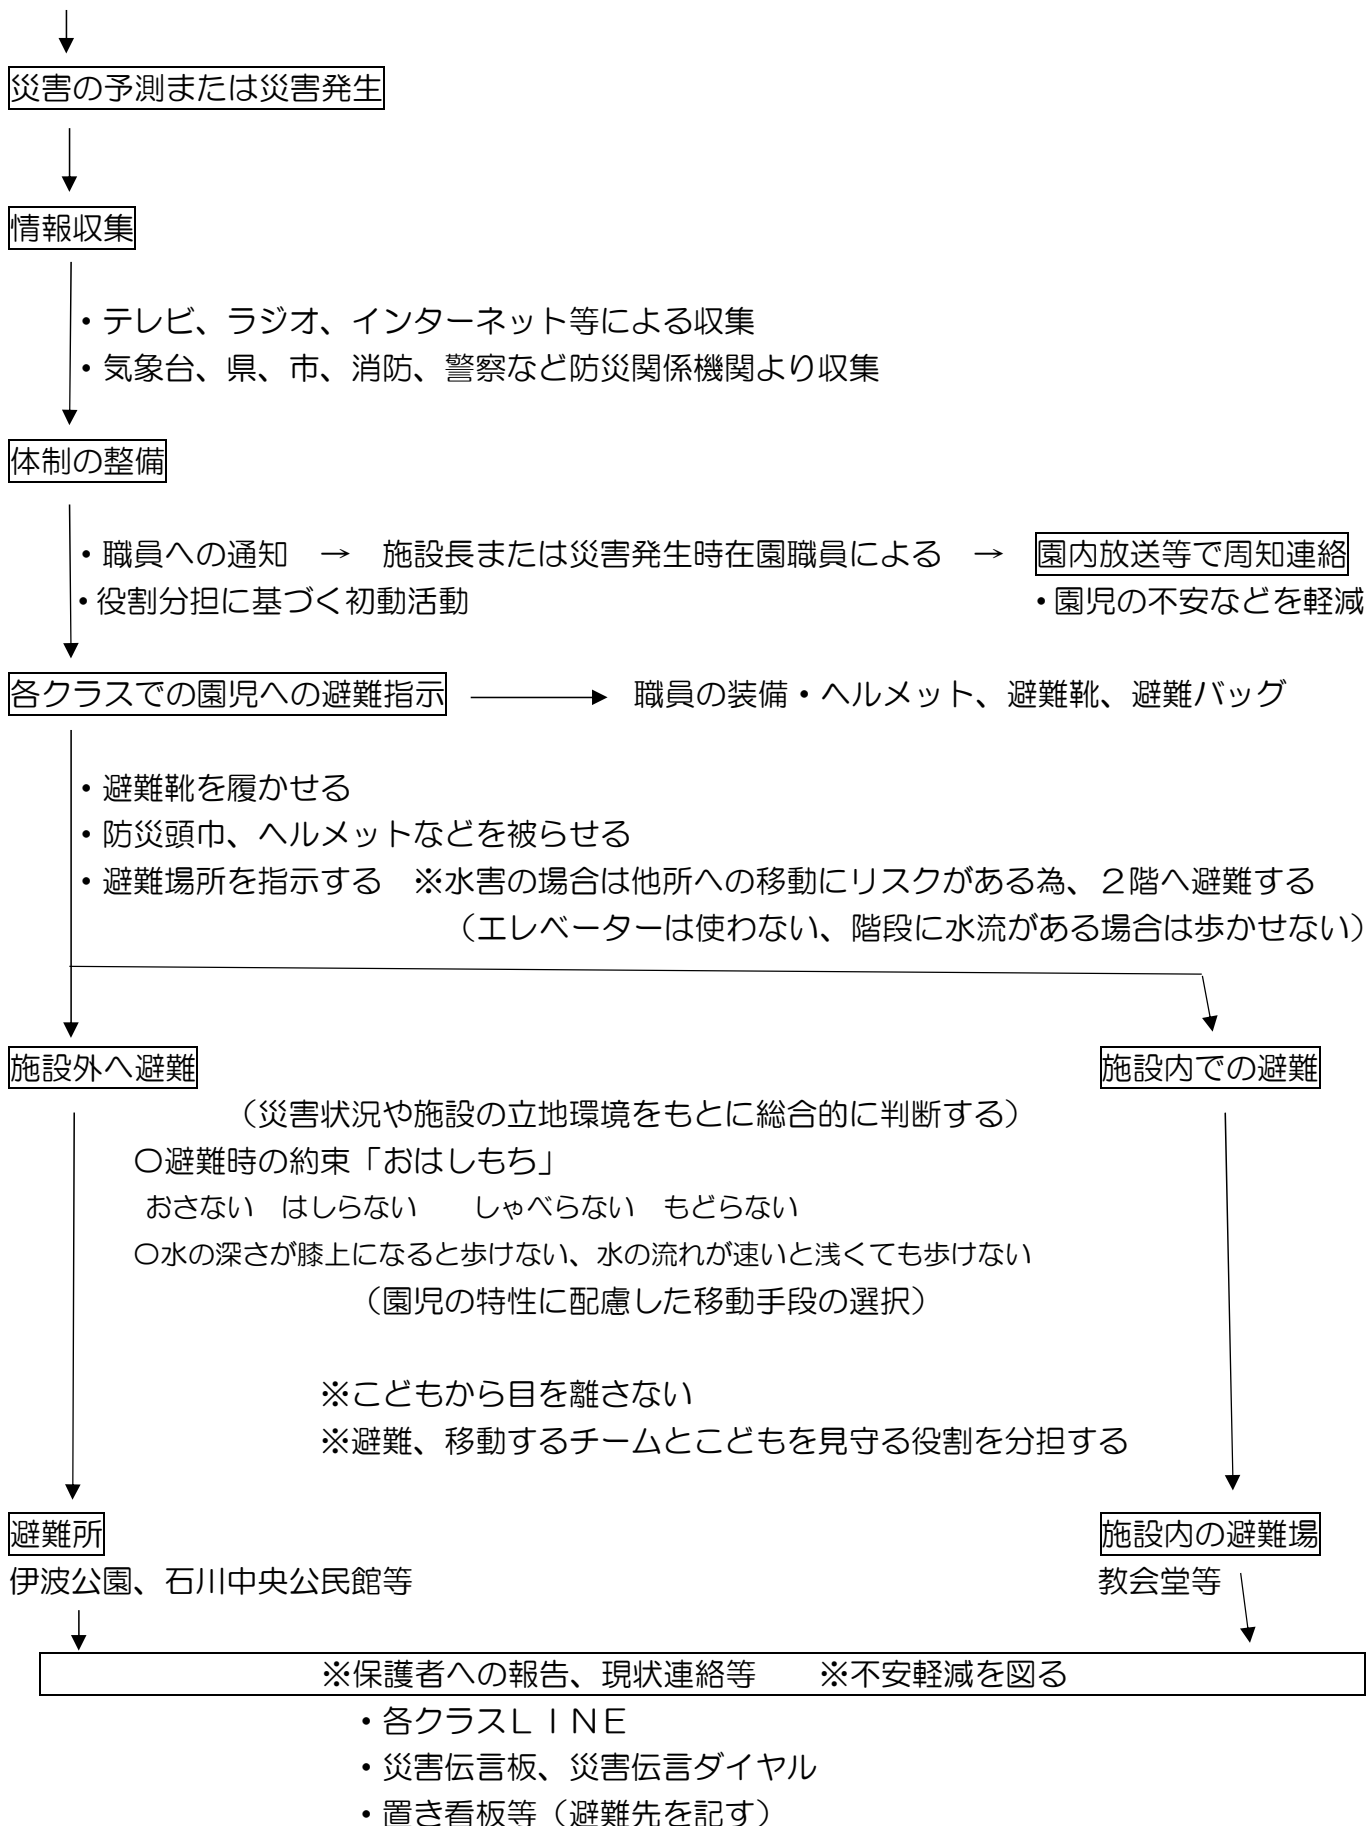 災害の予測または災害発生
情報収集
・テレビ、ラジオ、インターネット等による収集
・気象台、県、市、消防、警察など防災関係機関より収集
体制の整備
・職員への通知　→　施設長または災害発生時在園職員による　→　園内放送等で周知連絡
・役割分担に基づく初動活動　・園児の不安などを軽減
各クラスでの園児への避難指示　職員の装備・ヘルメット、避難靴、避難バッグ
・避難靴を履かせる
・防災頭巾、ヘルメットなどを被らせる
・避難場所を指示する　※水害の場合は他所への移動にリスクがある為、２階へ避難する
（エレベーターは使わない、階段に水流がある場合は歩かせない）
施設外へ避難　施設内での避難
（災害状況や施設の立地環境をもとに総合的に判断する）
〇避難時の約束「おはしもち」
おさない　はしらない　　しゃべらない　もどらない
〇水の深さが膝上になると歩けない、水の流れが速いと浅くても歩けない
（園児の特性に配慮した移動手段の選択）
※こどもから目を離さない
※避難、移動するチームとこどもを見守る役割を分担する
避難所　施設内の避難場
伊波公園、石川中央公民館等　教会堂等
※保護者への報告、現状連絡等　　※不安軽減を図る
・各クラスＬＩＮＥ
・災害伝言板、災害伝言ダイヤル
・置き看板等（避難先を記す）